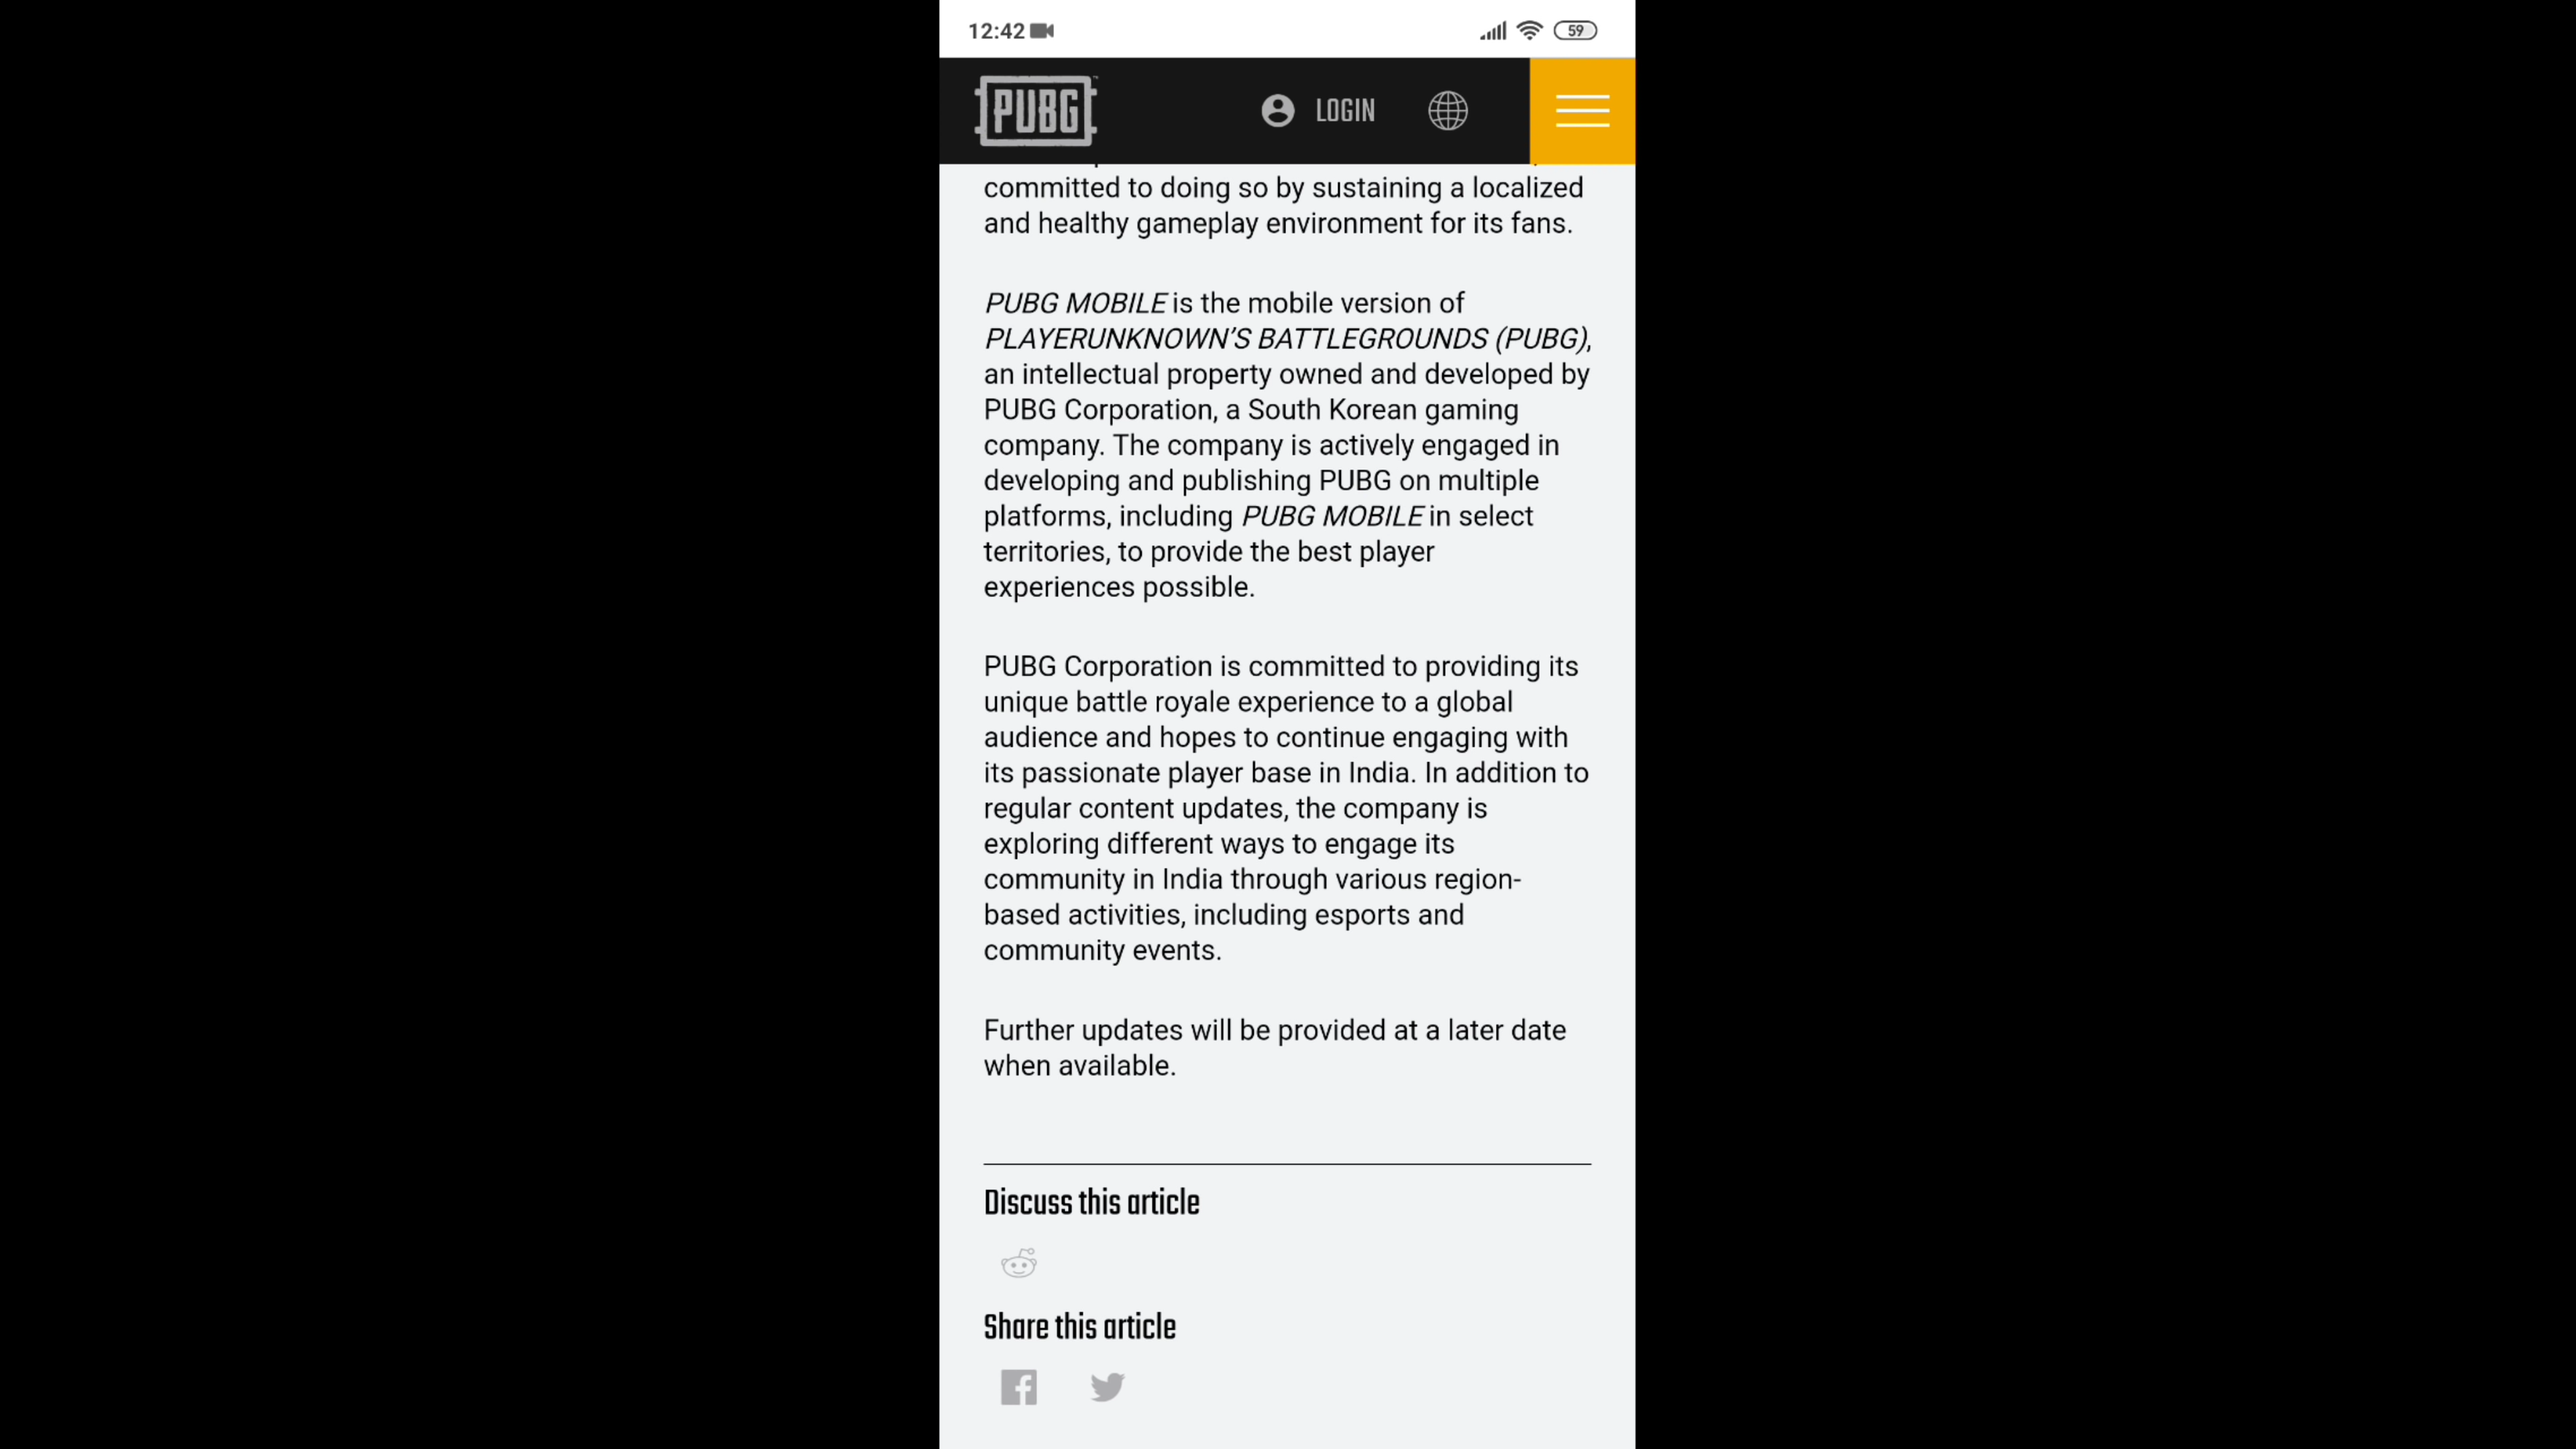 12:42
59
PUBG
LOGIN
committed to doing so by sustaining a localized
and healthy gameplay environment for its fans.
PUBG MOBILE is the mobile version of
PLAYERUNKNOWN'S BATTLEGROUNDS (PUBG),
an intellectual property owned and developed by
PUBG Corporation, a South Korean gaming
company. The company is actively engaged in
developing and publishing PUBG on multiple
platforms, including PUBG MOBILE in select
territories, to provide the best player
experiences possible.
PUBG Corporation is committed to providing its
unique battle royale experience to a global
audience and hopes to continue engaging with
its passionate player base in India. In addition to
regular content updates, the company is
exploring different ways to engage its
community in India through various region-
based activities, including esports and
community events.
Further updates will be provided at a later date
when available.
Discuss this article
Share this article